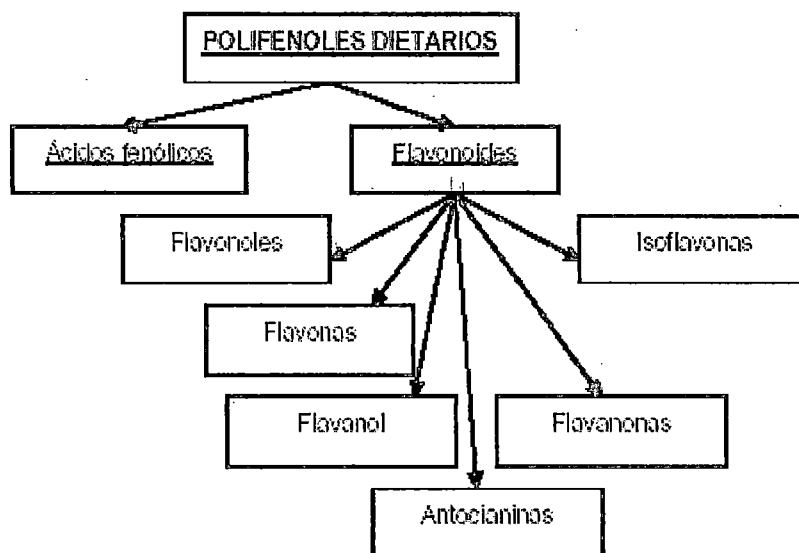 POLIFENOLES DIETARIOS
Ácidos fenólicos
Flavonoides
Flavonoles
Isoflavonas
Flavonas
Flavanol
Flavanonas
Antocianinas